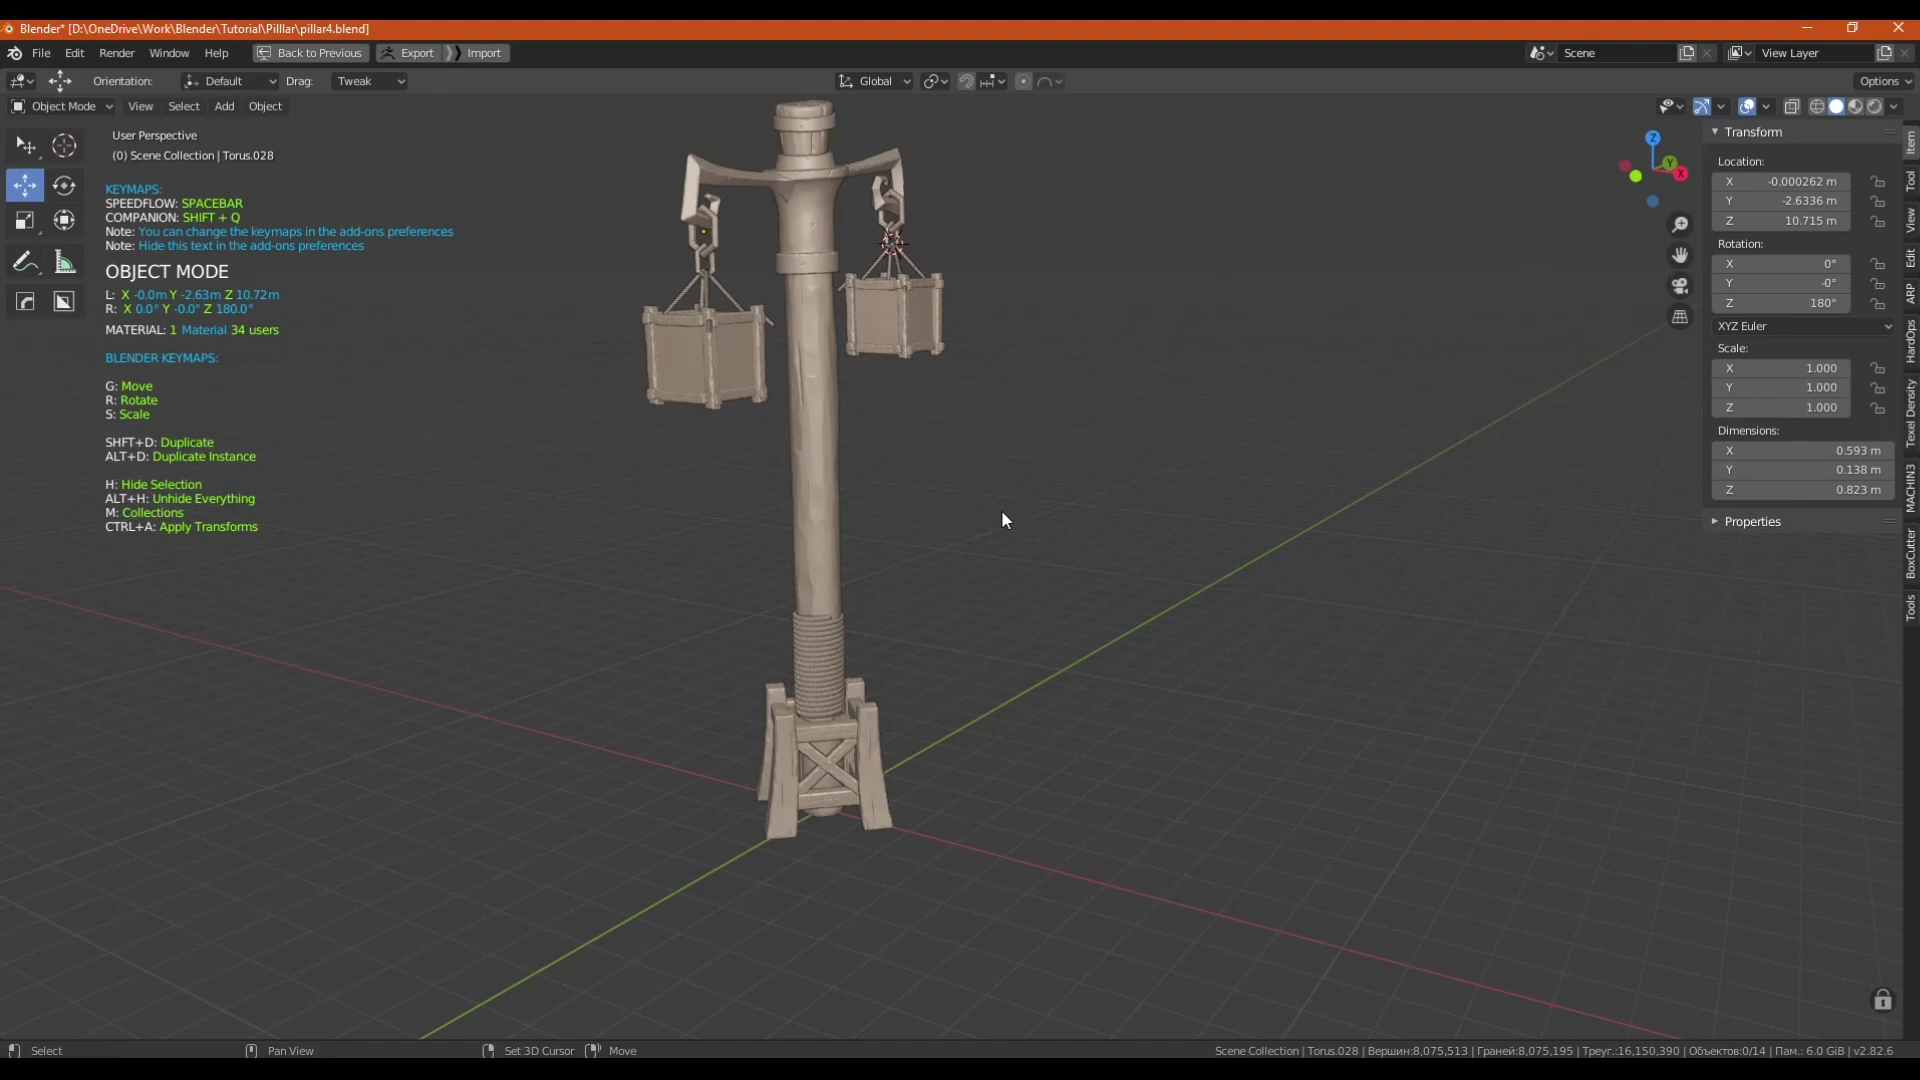 Blender* [D:\OneDrive\Work\Blender\Tutorial\Pilllar\pillar4.blend]
File Edit Render Window Help Back to Previous Export Import Scene View Layer
Orientation: Default Drag: Tweak Global Options
Object Mode View Select Add Object
User Perspective
(0) Scene Collection | Torus.028
KEYMAPS:
SPEEDFLOW: SPACEBAR
COMPANION: SHIFT + Q
Note: You can change the keymaps in the add-ons preferences
Note: Hide this text in the add-ons preferences
OBJECT MODE
L: X -0.0m Y -2.63m Z 10.72m
R: X 0.0° Y -0.0° Z 180.0°
MATERIAL: 1 Material 34 users
BLENDER KEYMAPS:
G: Move
R: Rotate
S: Scale
SHFT+D: Duplicate
ALT+D: Duplicate Instance
H: Hide Selection
ALT+H: Unhide Everything
M: Collections
CTRL+A: Apply Transforms
Z
Y
X
Transform
Location:
X -0.000262 m
Y -2.6336 m
Z 10.715 m
Rotation:
X 0°
Y -0°
Z 180°
XYZ Euler
Scale:
X 1.000
Y 1.000
Z 1.000
Dimensions:
X 0.593 m
Y 0.138 m
Z 0.823 m
Properties
Item
Tool
View
Edit
ARP
HardOps
Texel Density
MACHIN3
BoxCutter
Tools
Select Pan View Set 3D Cursor Move Scene Collection | Torus.028 | Вершин:8,075,513 | Граней:8,075,195 | Треуг.:16,150,390 | Объектов:0/14 | Пам.: 6.0 GiB | v2.82.6